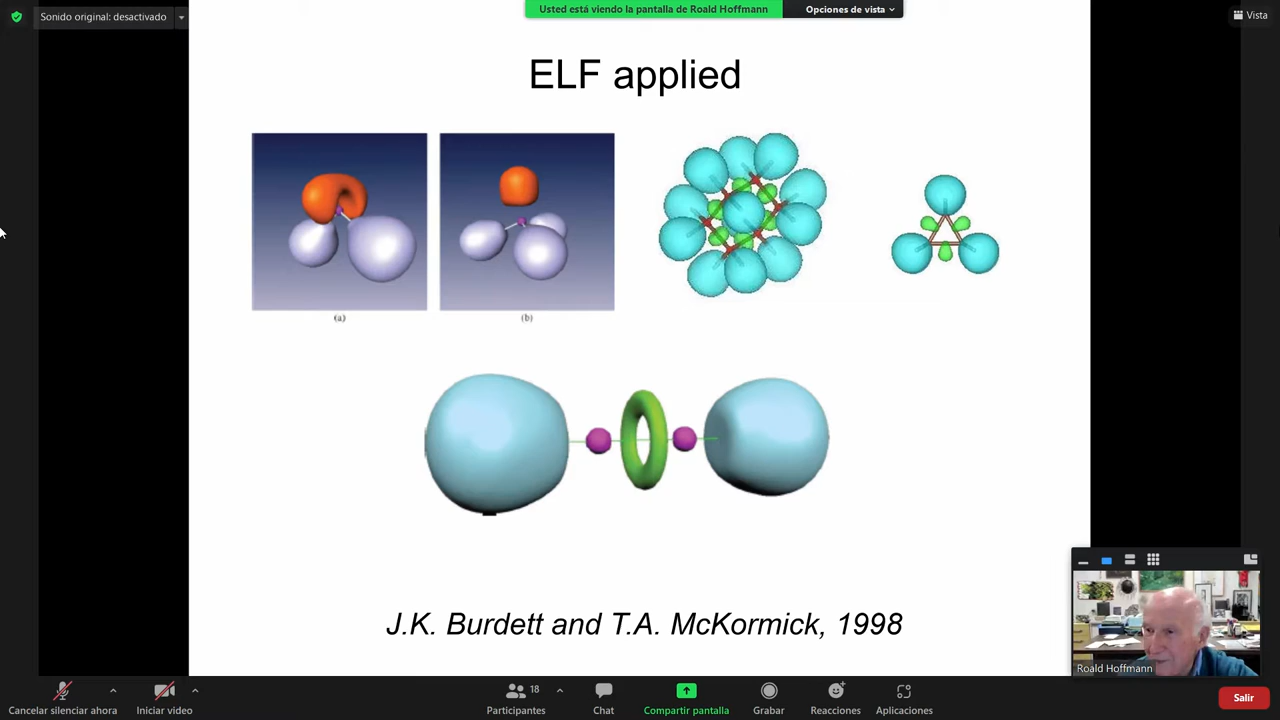 Sonido original: desactivado
Usted está viendo la pantalla de Roald Hoffmann
Opciones de vista
Vista
ELF applied
(a)
(b)
J.K. Burdett and T.A. McKormick, 1998
Roald Hoffmann
Cancelar silenciar ahora
Iniciar video
18
Participantes
Chat
Compartir pantalla
Grabar
Reacciones
Aplicaciones
Salir